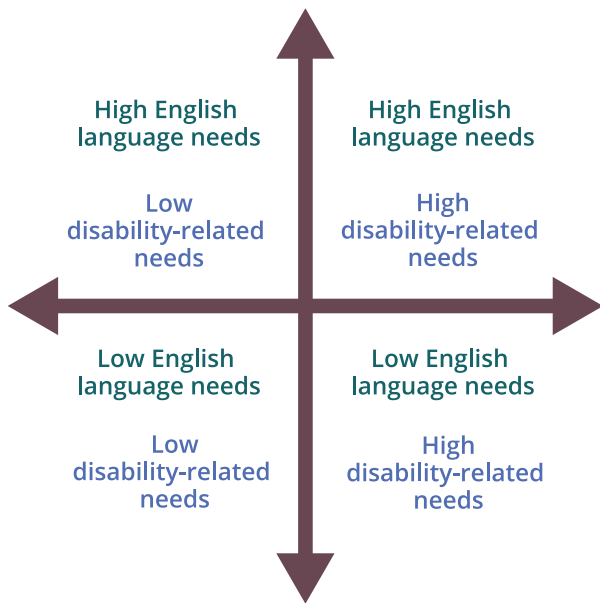 High English
language needs
Low
disability-related
needs
High English
language needs
High
disability-related
needs
Low English
language needs
Low
disability-related
needs
Low English
language needs
High
disability-related
needs